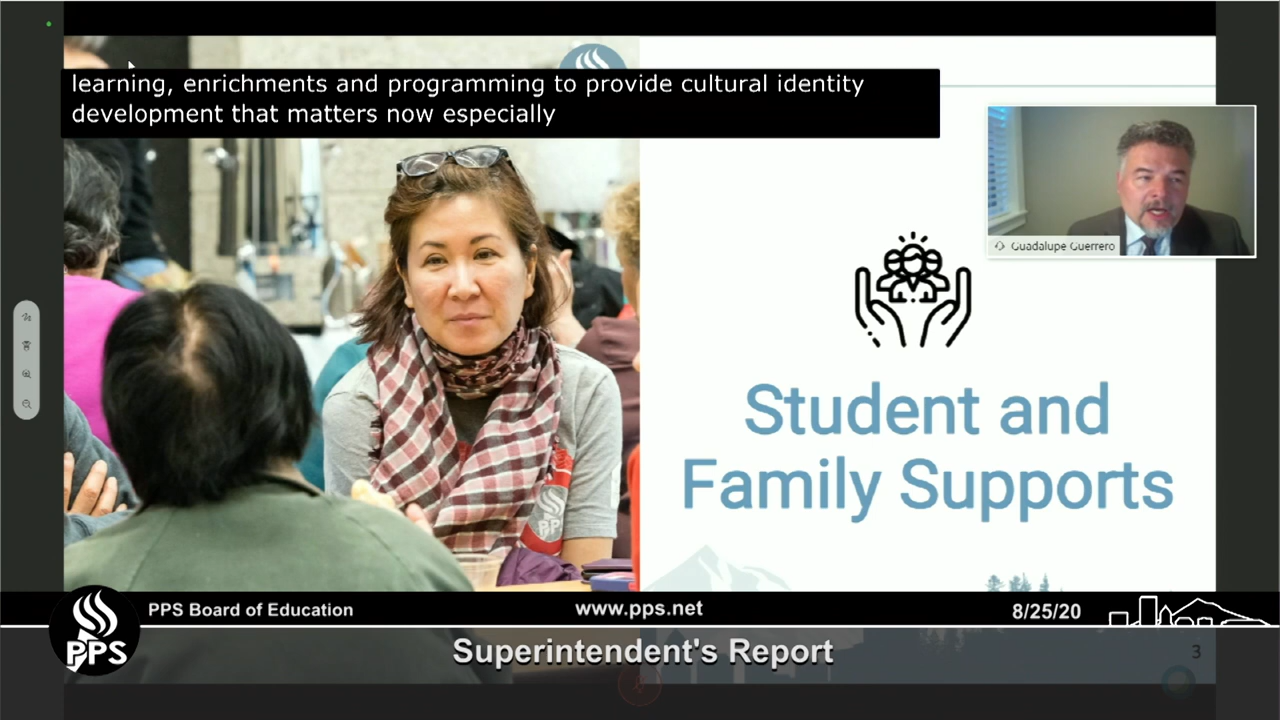 learning, enrichments and programming to provide cultural identity
development that matters now especially
Guadalupe Guerrero
Student and
Family Supports
PPS
PPS Board of Education
www.pps.net
8/25/20
PPS
Superintendent's Report
3